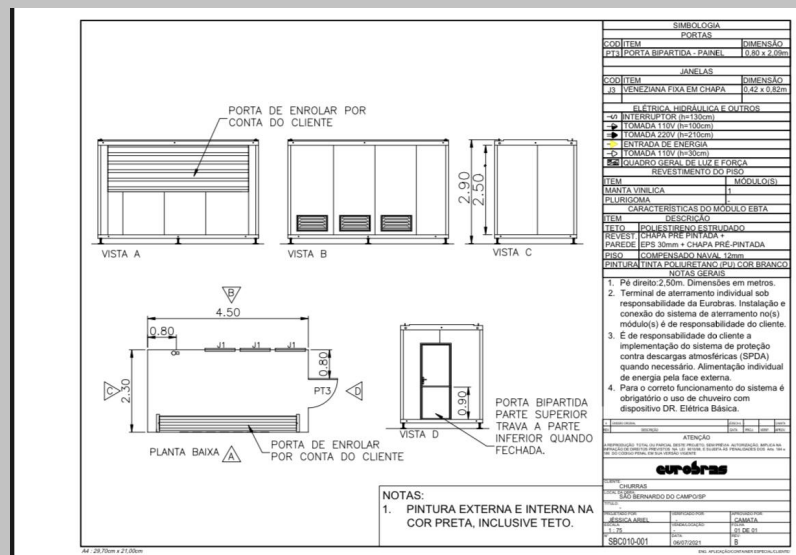 PORTA DE ENROLAR POR
CONTA DO CLIENTE
VISTA A
VISTA B
VISTA C
2.90
2.50
B
4.50
0.80
J1 J1 J1
0.80
2.30
C
PT3
D
PLANTA BAIXA
A
PORTA DE ENROLAR
POR CONTA DO CLIENTE
VISTA D
0.90
PORTA BIPARTIDA
PARTE SUPERIOR
TRAVA A PARTE
INFERIOR QUANDO
FECHADA.
NOTAS:
1. PINTURA EXTERNA E INTERNA NA
COR PRETA, INCLUSIVE TETO.
A4 : 29,70cm x 21,00cm
SIMBOLOGIA
PORTAS
COD ITEM DIMENSÃO
PT3 PORTA BIPARTIDA - PAINEL 0,80 x 2,09m
JANELAS
COD ITEM DIMENSÃO
J3 VENEZIANA FIXA EM CHAPA 0,42 x 0,82m
ELÉTRICA, HIDRÁULICA E OUTROS
INTERRUPTOR (h=130cm)
TOMADA 110V (h=100cm)
TOMADA 220V (h=210cm)
ENTRADA DE ENERGIA
TOMADA 110V (h=30cm)
QUADRO GERAL DE LUZ E FORÇA
REVESTIMENTO DO PISO
ITEM MÓDULO(S)
MANTA VINILICA 1
PLURIGOMA -
CARACTERÍSTICAS DO MÓDULO EBTA
ITEM DESCRIÇÃO
TETO POLIESTIRENO ESTRUDADO
REVEST. CHAPA PRÉ PINTADA +
PAREDE EPS 30mm + CHAPA PRÉ-PINTADA
PISO COMPENSADO NAVAL 12mm
PINTURA TINTA POLIURETANO (PU) COR BRANCO
NOTAS GERAIS
1. Pé direito:2,50m. Dimensões em metros.
2. Terminal de aterramento individual sob
responsabilidade da Eurobras. Instalação e
conexão do sistema de aterramento no(s)
módulo(s) é de responsabilidade do cliente.
3. É de responsabilidade do cliente a
implementação do sistema de proteção
contra descargas atmosféricas (SPDA)
quando necessário. Alimentação individual
de energia pela face externa.
4. Para o correto funcionamento do sistema é
obrigatório o uso de chuveiro com
dispositivo DR. Elétrica Básica.
ATENÇÃO
eurobras
CHURRAS
SÃO BERNARDO DO CAMPO/SP
JÉSSICA ARIEL - CAMATA
1 : 75 - 01 DE 01
SBC010-001 06/07/2021 B